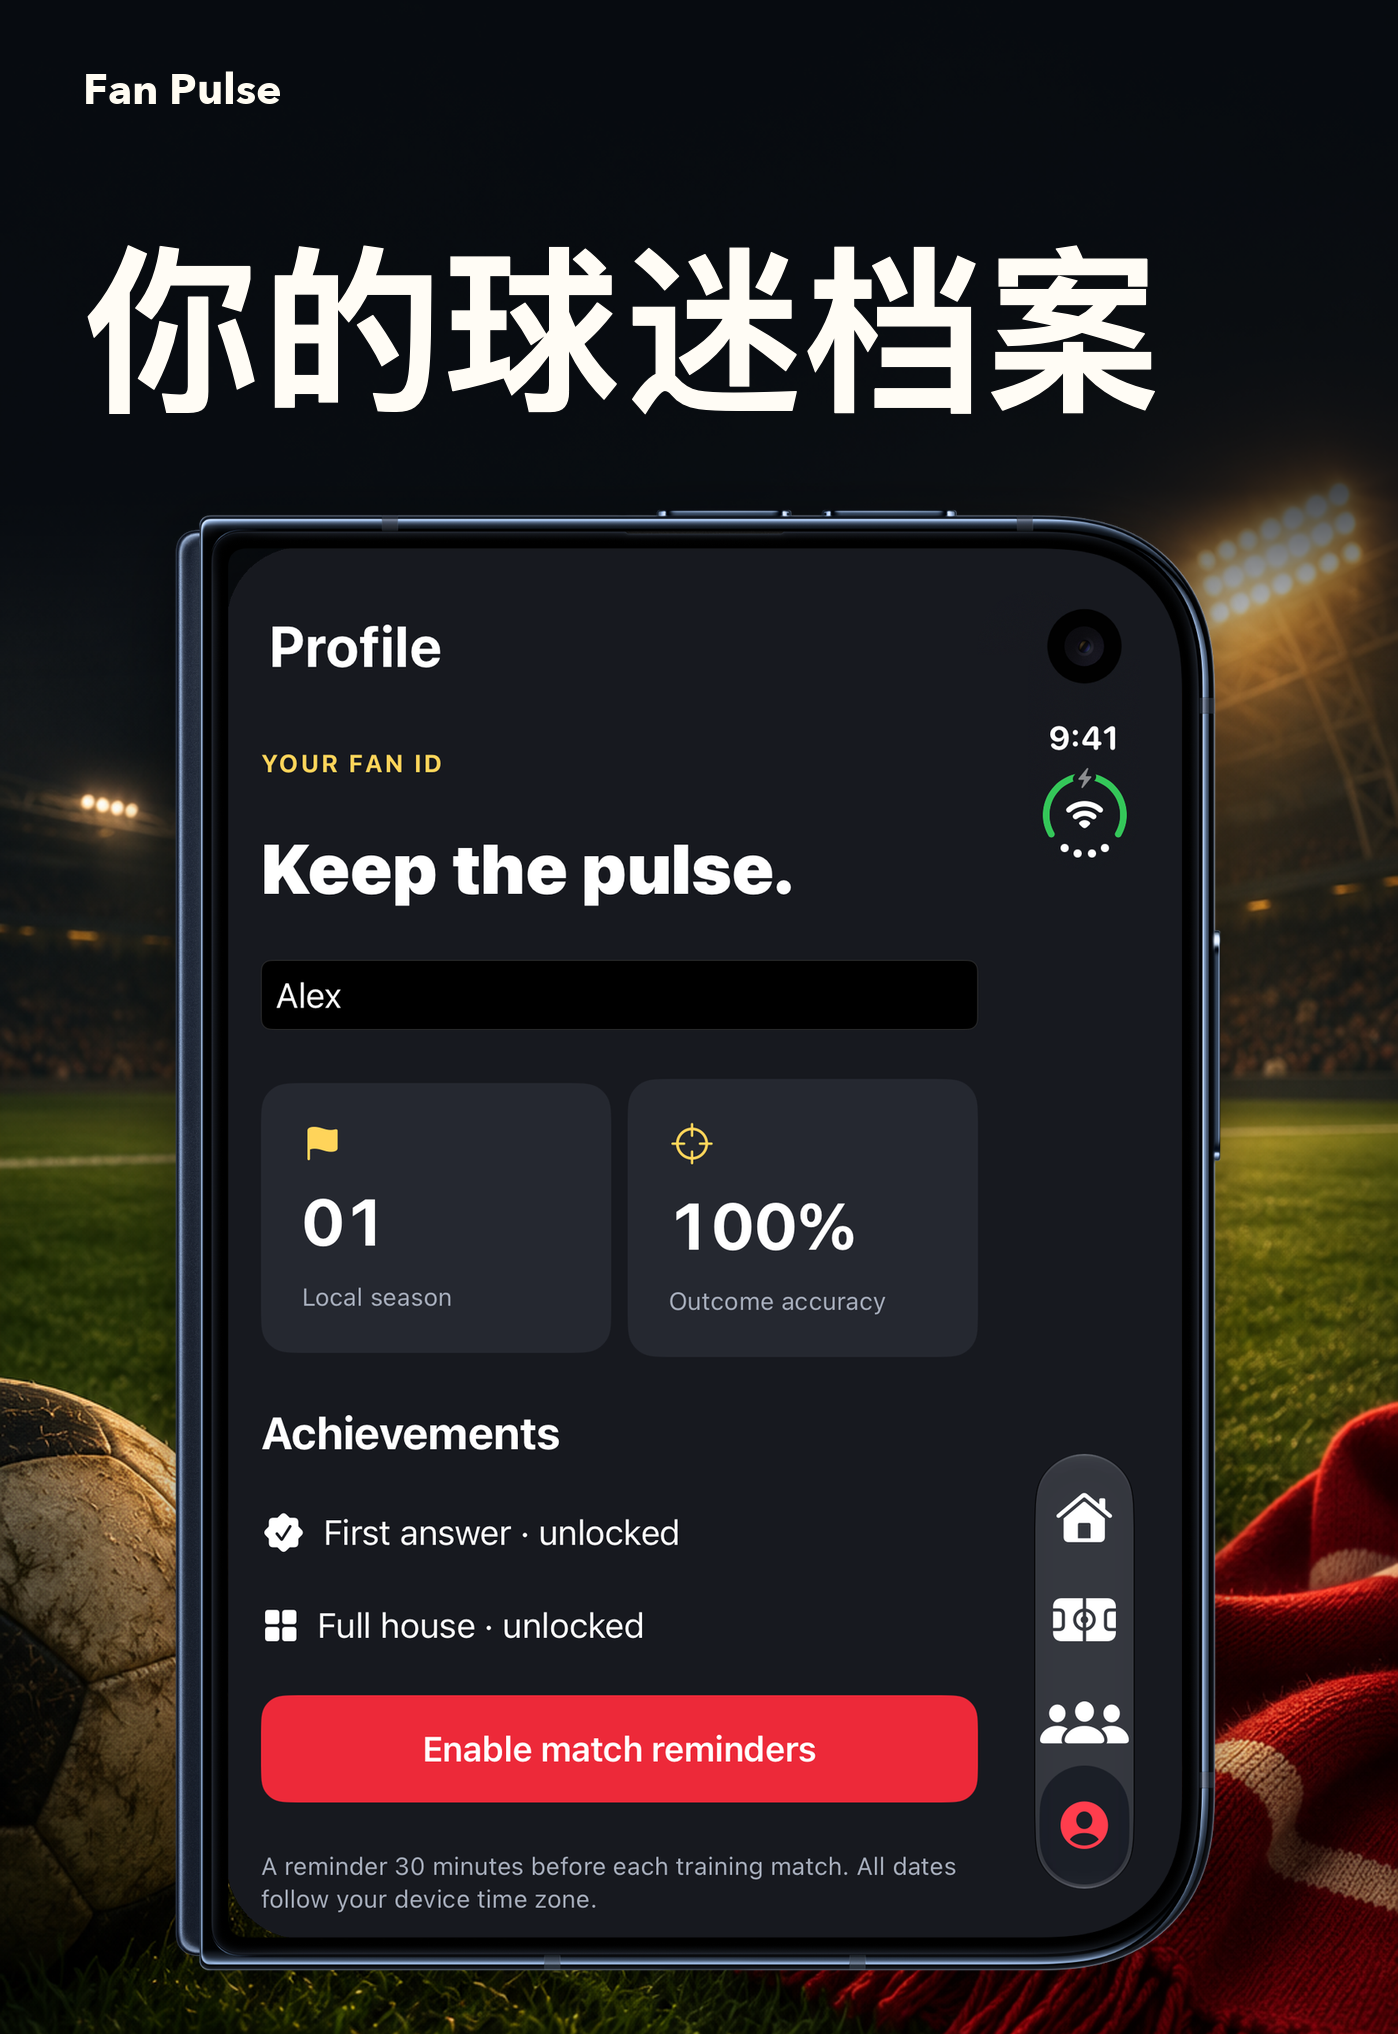 Fan Pulse
你的球迷档案
Profile
9:41
YOUR FAN ID
Keep the pulse.
Alex
01
Local season
100%
Outcome accuracy
Achievements
First answer · unlocked
Full house · unlocked
Enable match reminders
A reminder 30 minutes before each training match. All dates
follow your device time zone.